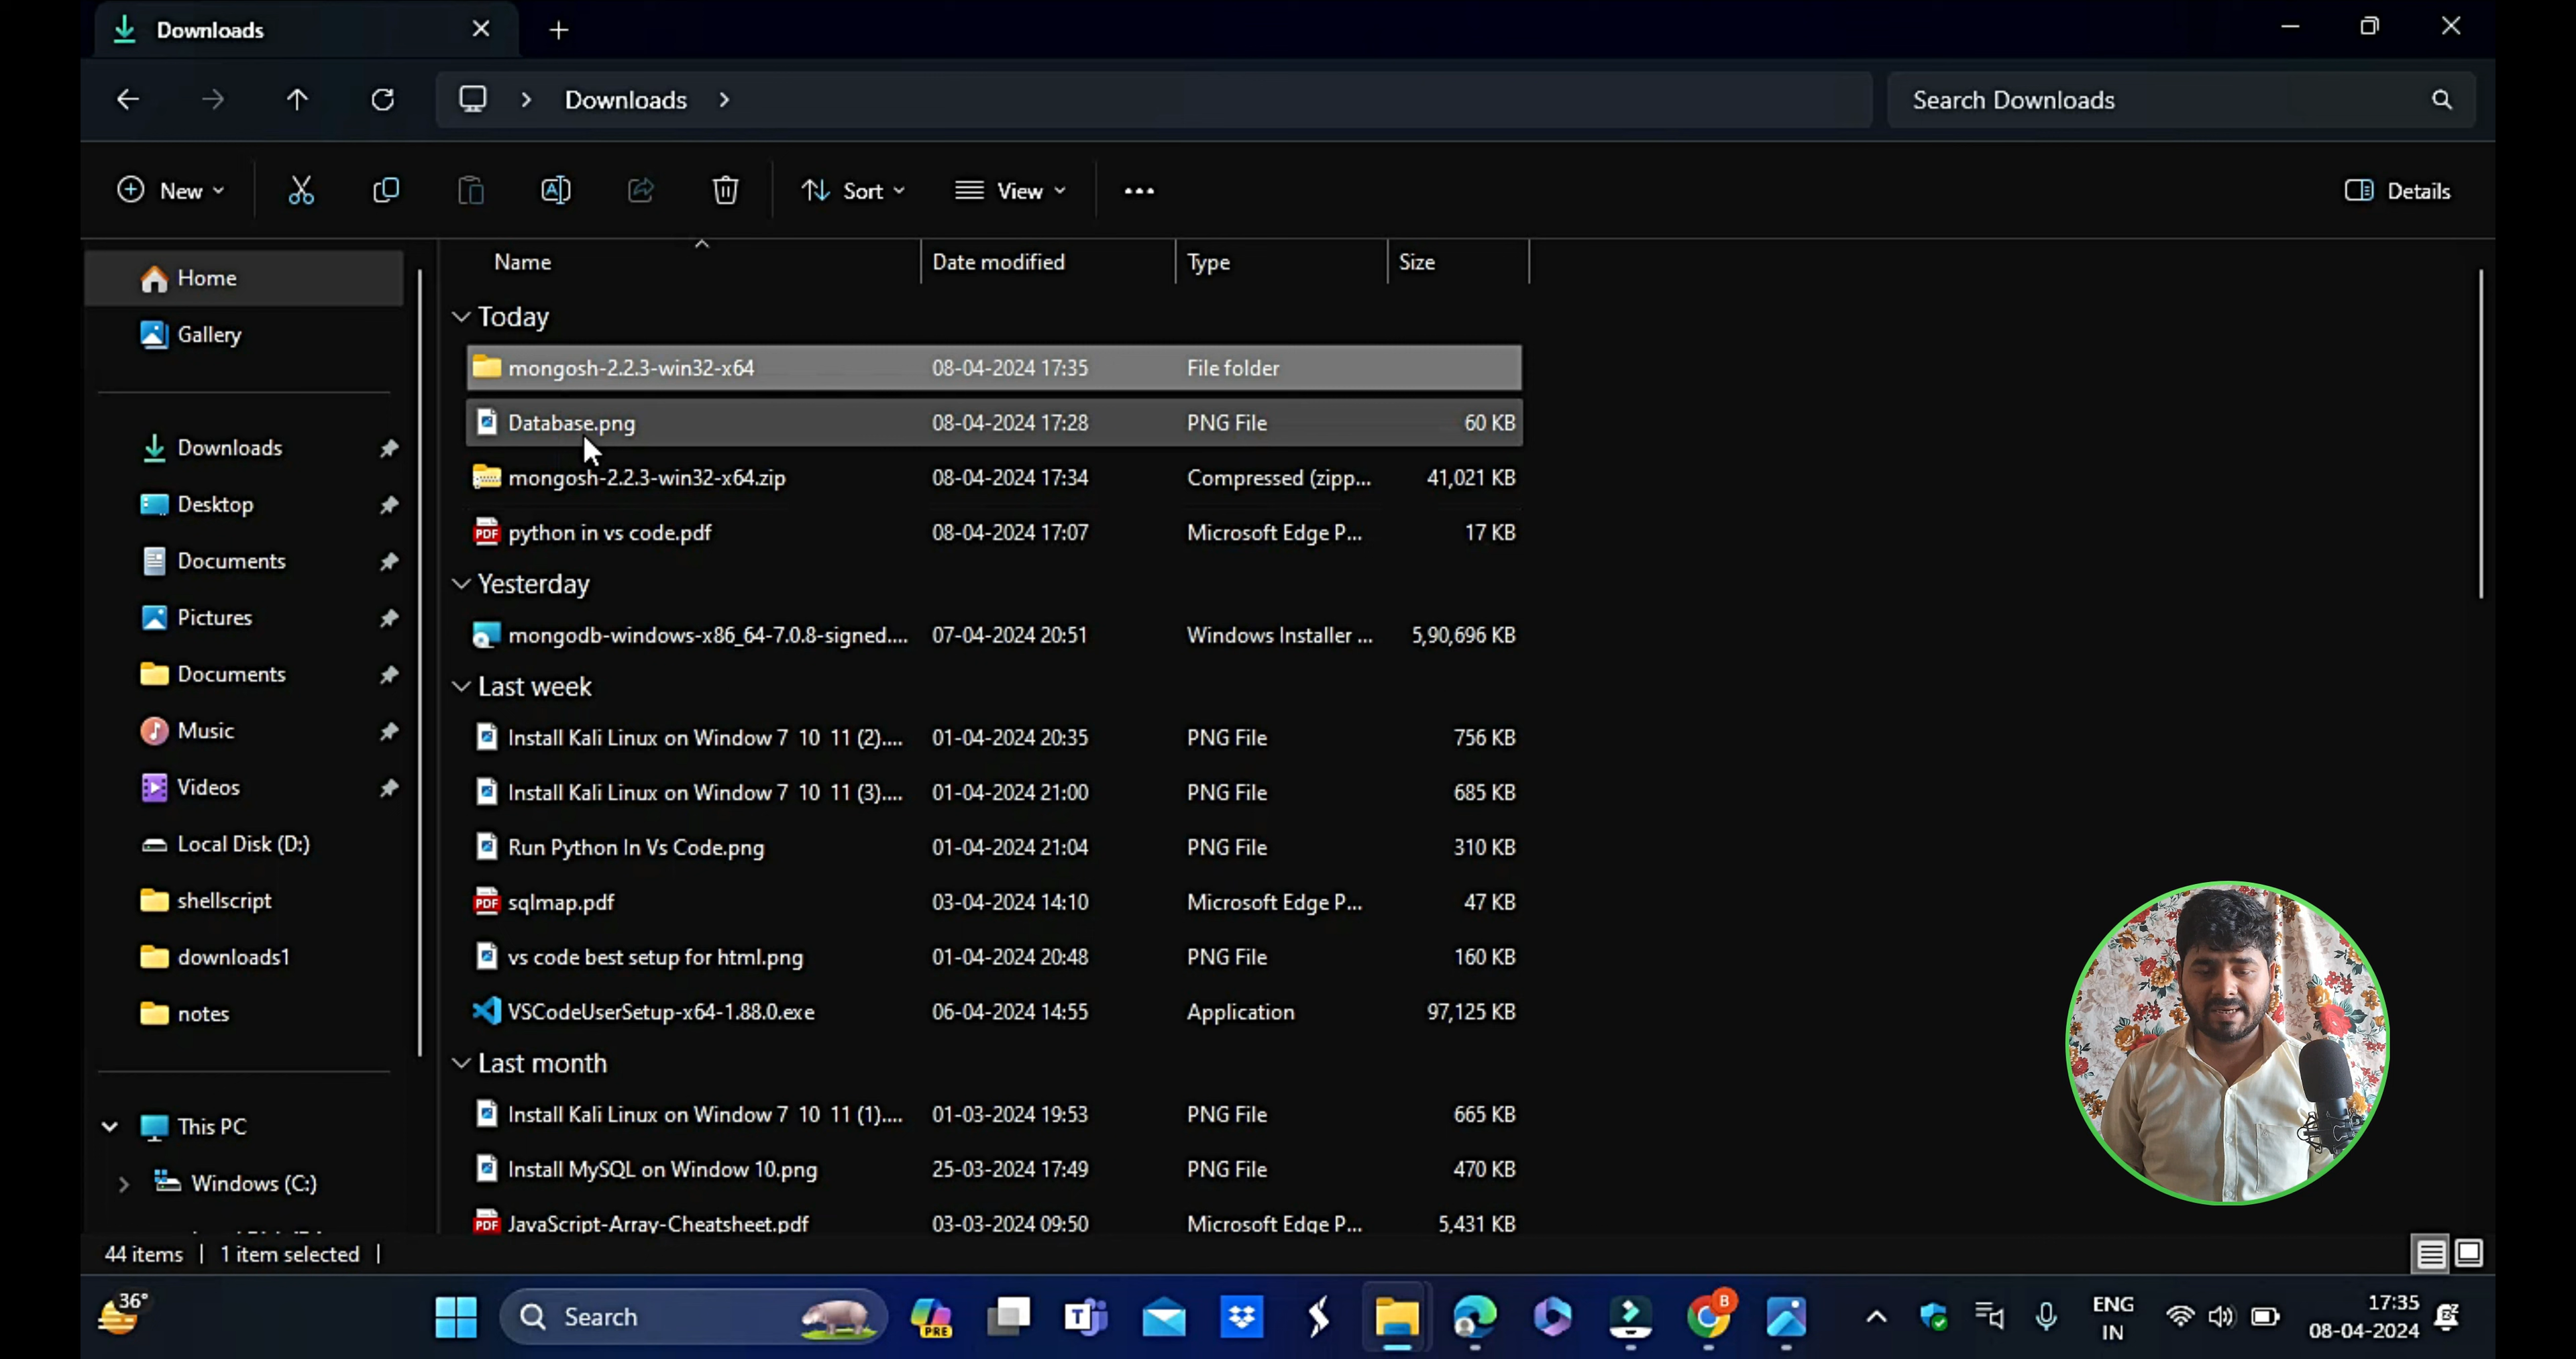 Downloads
Downloads
Search Downloads
New
Sort
View
Details
Name Date modified Type Size
Home
Gallery
Downloads
Desktop
Documents
Pictures
Documents
Music
Videos
Local Disk (D:)
shellscript
downloads1
notes
This PC
Windows (C:)
Today
mongosh-2.2.3-win32-x64 08-04-2024 17:35 File folder
Database.png 08-04-2024 17:28 PNG File 60 KB
mongosh-2.2.3-win32-x64.zip 08-04-2024 17:34 Compressed (zipp... 41,021 KB
python in vs code.pdf 08-04-2024 17:07 Microsoft Edge P... 17 KB
Yesterday
mongodb-windows-x86_64-7.0.8-signed.... 07-04-2024 20:51 Windows Installer ... 5,90,696 KB
Last week
Install Kali Linux on Window 7 10 11 (2).... 01-04-2024 20:35 PNG File 756 KB
Install Kali Linux on Window 7 10 11 (3).... 01-04-2024 21:00 PNG File 685 KB
Run Python In Vs Code.png 01-04-2024 21:04 PNG File 310 KB
sqlmap.pdf 03-04-2024 14:10 Microsoft Edge P... 47 KB
vs code best setup for html.png 01-04-2024 20:48 PNG File 160 KB
VSCodeUserSetup-x64-1.88.0.exe 06-04-2024 14:55 Application 97,125 KB
Last month
Install Kali Linux on Window 7 10 11 (1).... 01-03-2024 19:53 PNG File 665 KB
Install MySQL on Window 10.png 25-03-2024 17:49 PNG File 470 KB
PDF JavaScript-Array-Cheatsheet.pdf 03-03-2024 09:50 Microsoft Edge P... 5,431 KB
44 items | 1 item selected |
36°
Search
PRE
B
ENG
IN
17:35
08-04-2024